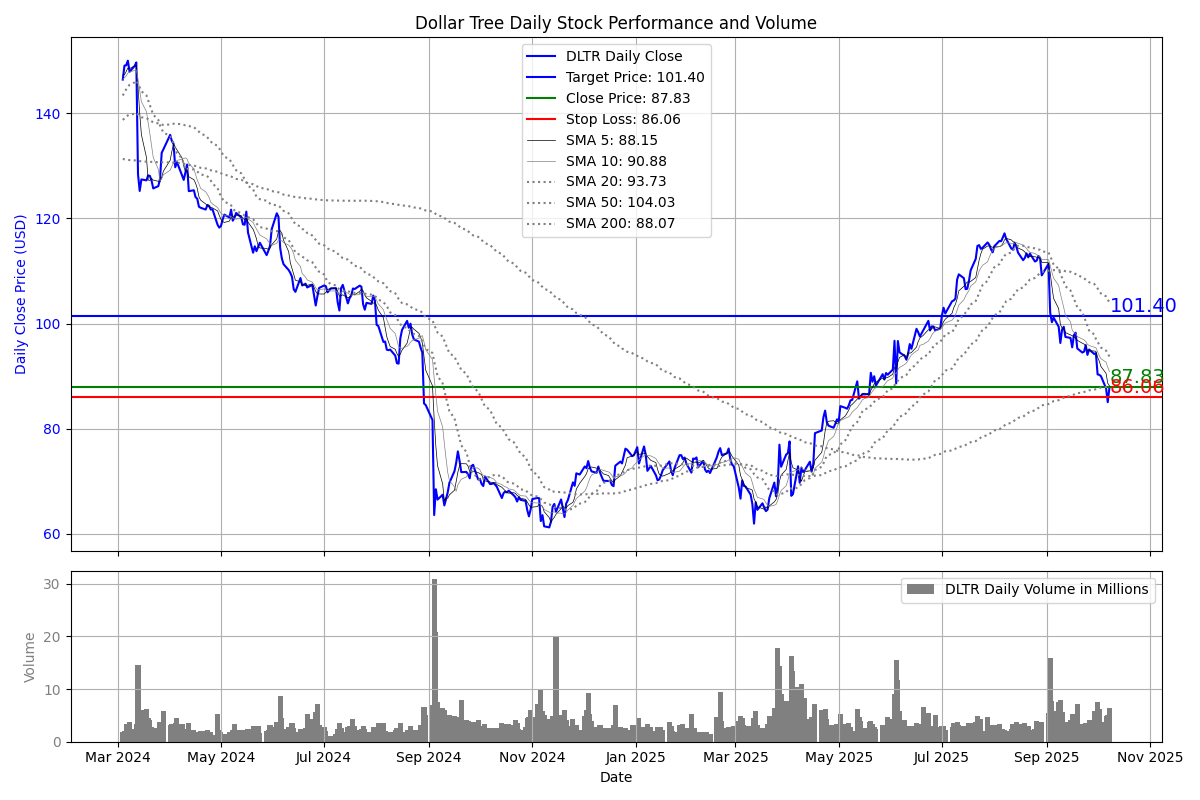 Dollar Tree Daily Stock Performance and Volume
DLTR Daily Close
Target Price: 101.40
Close Price: 87.83
Stop Loss: 86.06
SMA 5: 88.15
SMA 10: 90.88
SMA 20: 93.73
SMA 50: 104.03
SMA 200: 88.07
Daily Close Price (USD)
140
120
100
80
60
101.40
87.83
86.06
DLTR Daily Volume in Millions
Volume
30
20
10
0
Mar 2024 May 2024 Jul 2024 Sep 2024 Nov 2024 Jan 2025 Mar 2025 May 2025 Jul 2025 Sep 2025 Nov 2025
Date